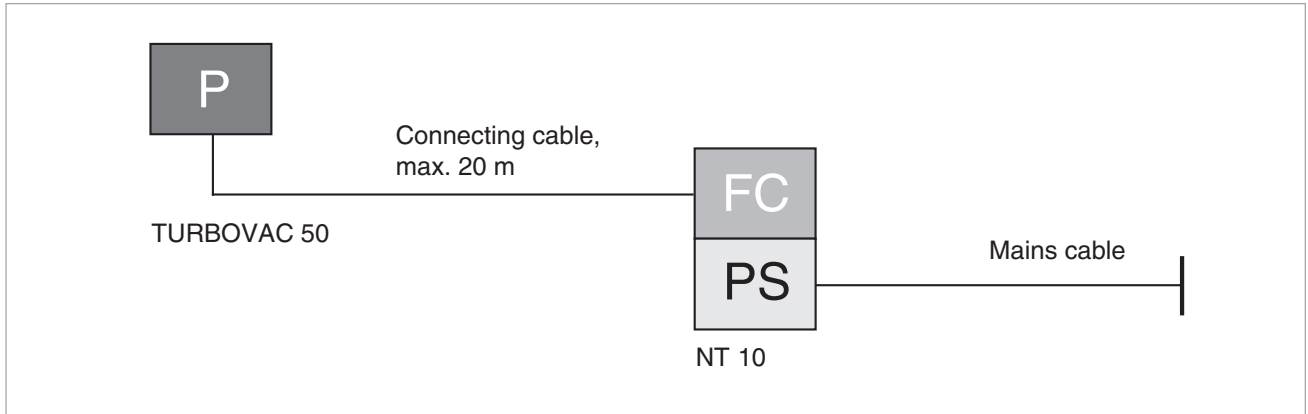 P
Connecting cable,
max. 20 m
FC
TURBOVAC 50
PS
Mains cable
NT 10